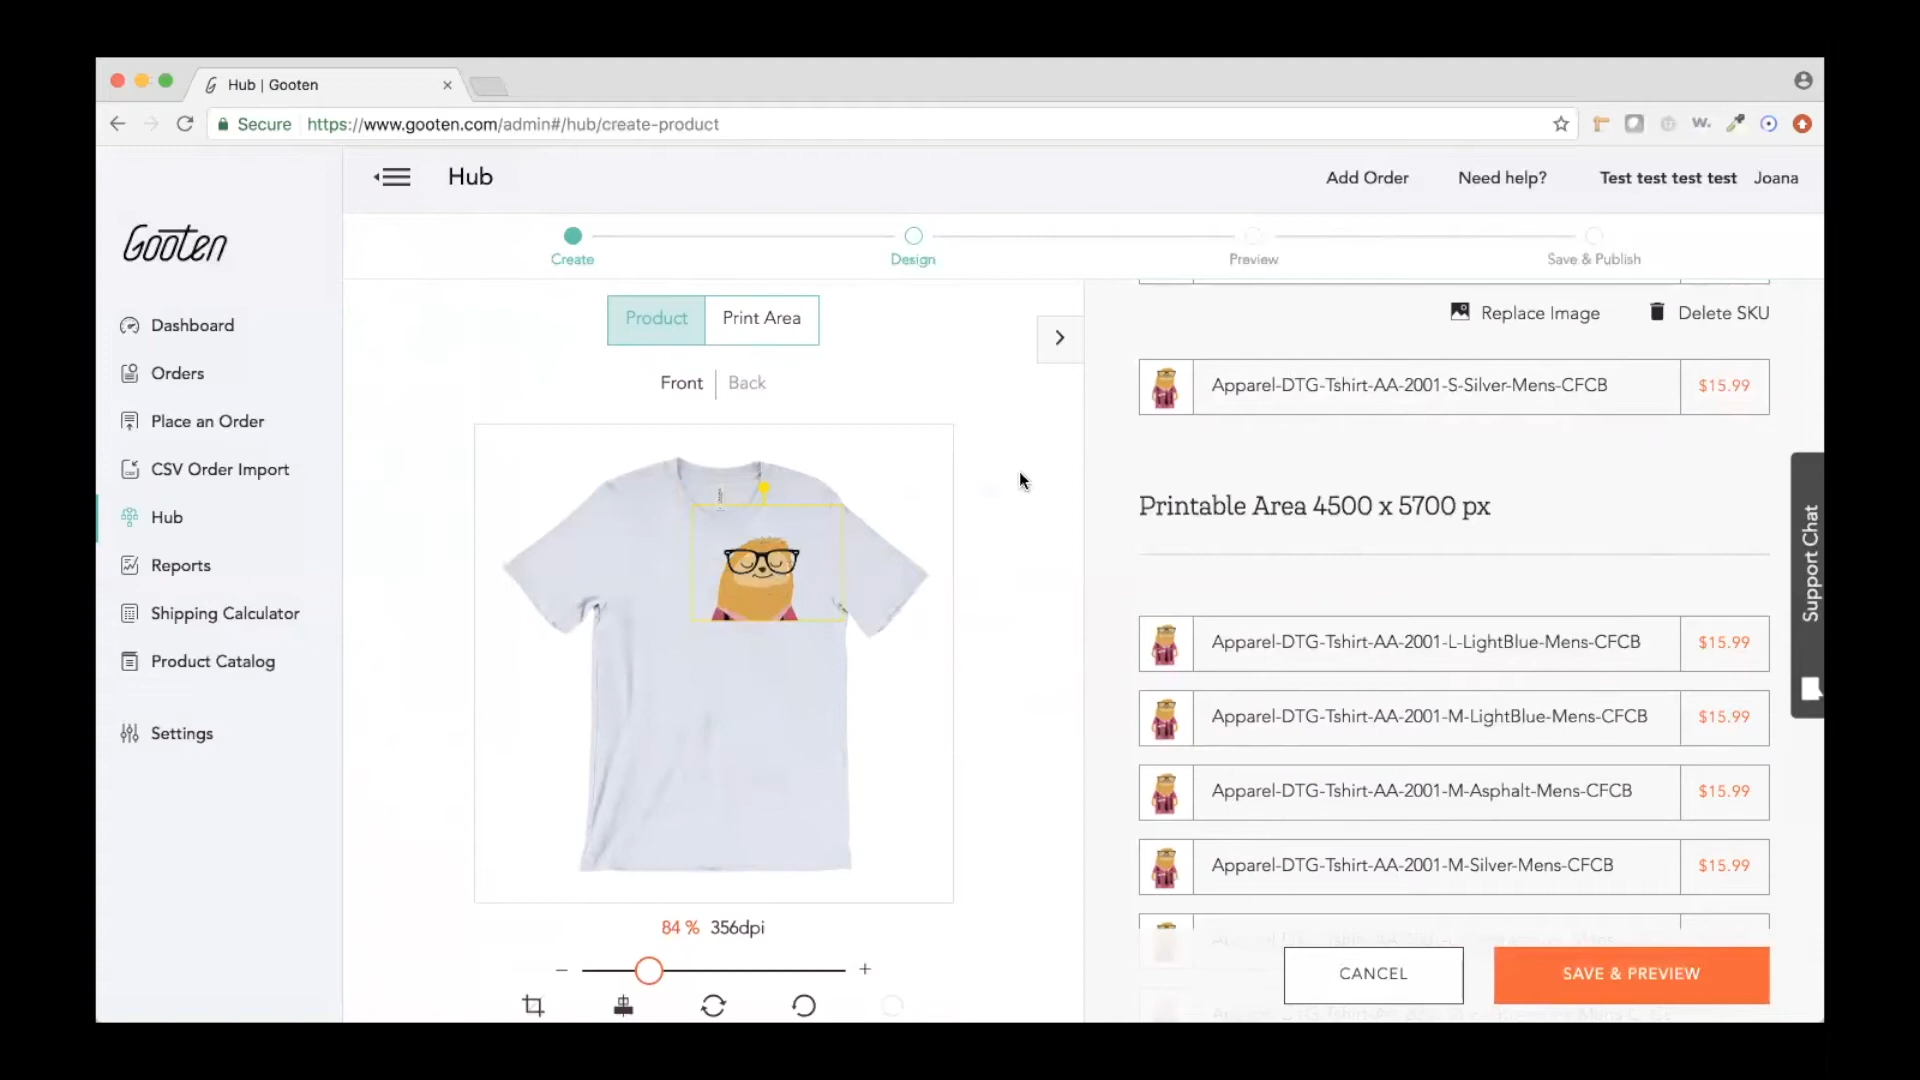 Hub | Gooten
Secure https://www.gooten.com/admin#/hub/create-product
W.
Hub
Add Order
Need help?
Test test test test Joana
Gooten
Create
Design
Preview
Save & Publish
Dashboard
Orders
Place an Order
CSV Order Import
Hub
Reports
Shipping Calculator
Product Catalog
Settings
Product
Print Area
Front
Back
84 % 356dpi
Replace Image
Delete SKU
Apparel-DTG-Tshirt-AA-2001-S-Silver-Mens-CFCB $15.99
Printable Area 4500 x 5700 px
Apparel-DTG-Tshirt-AA-2001-L-LightBlue-Mens-CFCB $15.99
Apparel-DTG-Tshirt-AA-2001-M-LightBlue-Mens-CFCB $15.99
Apparel-DTG-Tshirt-AA-2001-M-Asphalt-Mens-CFCB $15.99
Apparel-DTG-Tshirt-AA-2001-M-Silver-Mens-CFCB $15.99
CANCEL
SAVE & PREVIEW
Support Chat